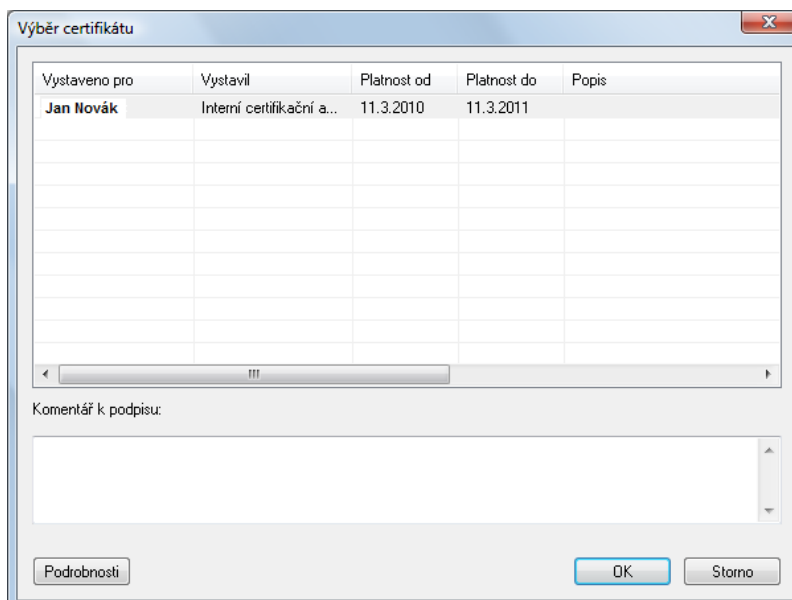 Výběr certifikátu
Vystaveno pro Vystavil Platnost od Platnost do Popis
Jan Novák Interní certifikační a... 11.3.2010 11.3.2011
Komentář k podpisu:
Podrobnosti OK Storno